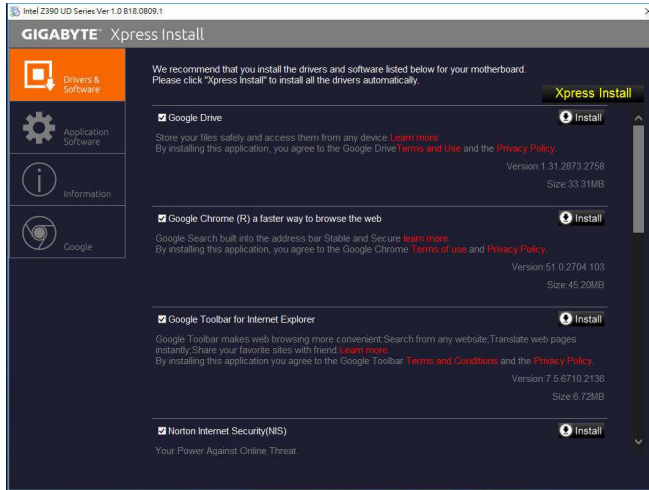 Intel Z390 UD Series Ver 1.0 B18.0809.1
GIGABYTE™ Xpress Install
Drivers &
Software
Application
Software
Information
Google
We recommend that you install the drivers and software listed below for your motherboard.
Please click "Xpress Install" to install all the drivers automatically.
Xpress Install
Google Drive
Install
Store your files safely and access them from any device.Learn more
By installing this application, you agree to the Google DriveTerms and Use and the Privacy Policy.
Version:1.31.2873.2758
Size:33.31MB
Google Chrome (R) a faster way to browse the web
Install
Google Search built into the address bar Stable and Secure learn more
By installing this application, you agree to the Google Chrome Terms of use and Privacy Policy.
Version:51.0.2704.103
Size:45.20MB
Google Toolbar for Internet Explorer
Install
Google Toolbar makes web browsing more convenient.Search from any website;Translate web pages
instantly;Share your favorite sites with friend.Learn more
By installing this application you agree to the Google Toolbar Terms and Conditions and the Privacy Policy.
Version:7.5.6710.2136
Size:6.72MB
Norton Internet Security(NIS)
Install
Your Power Against Online Threat.